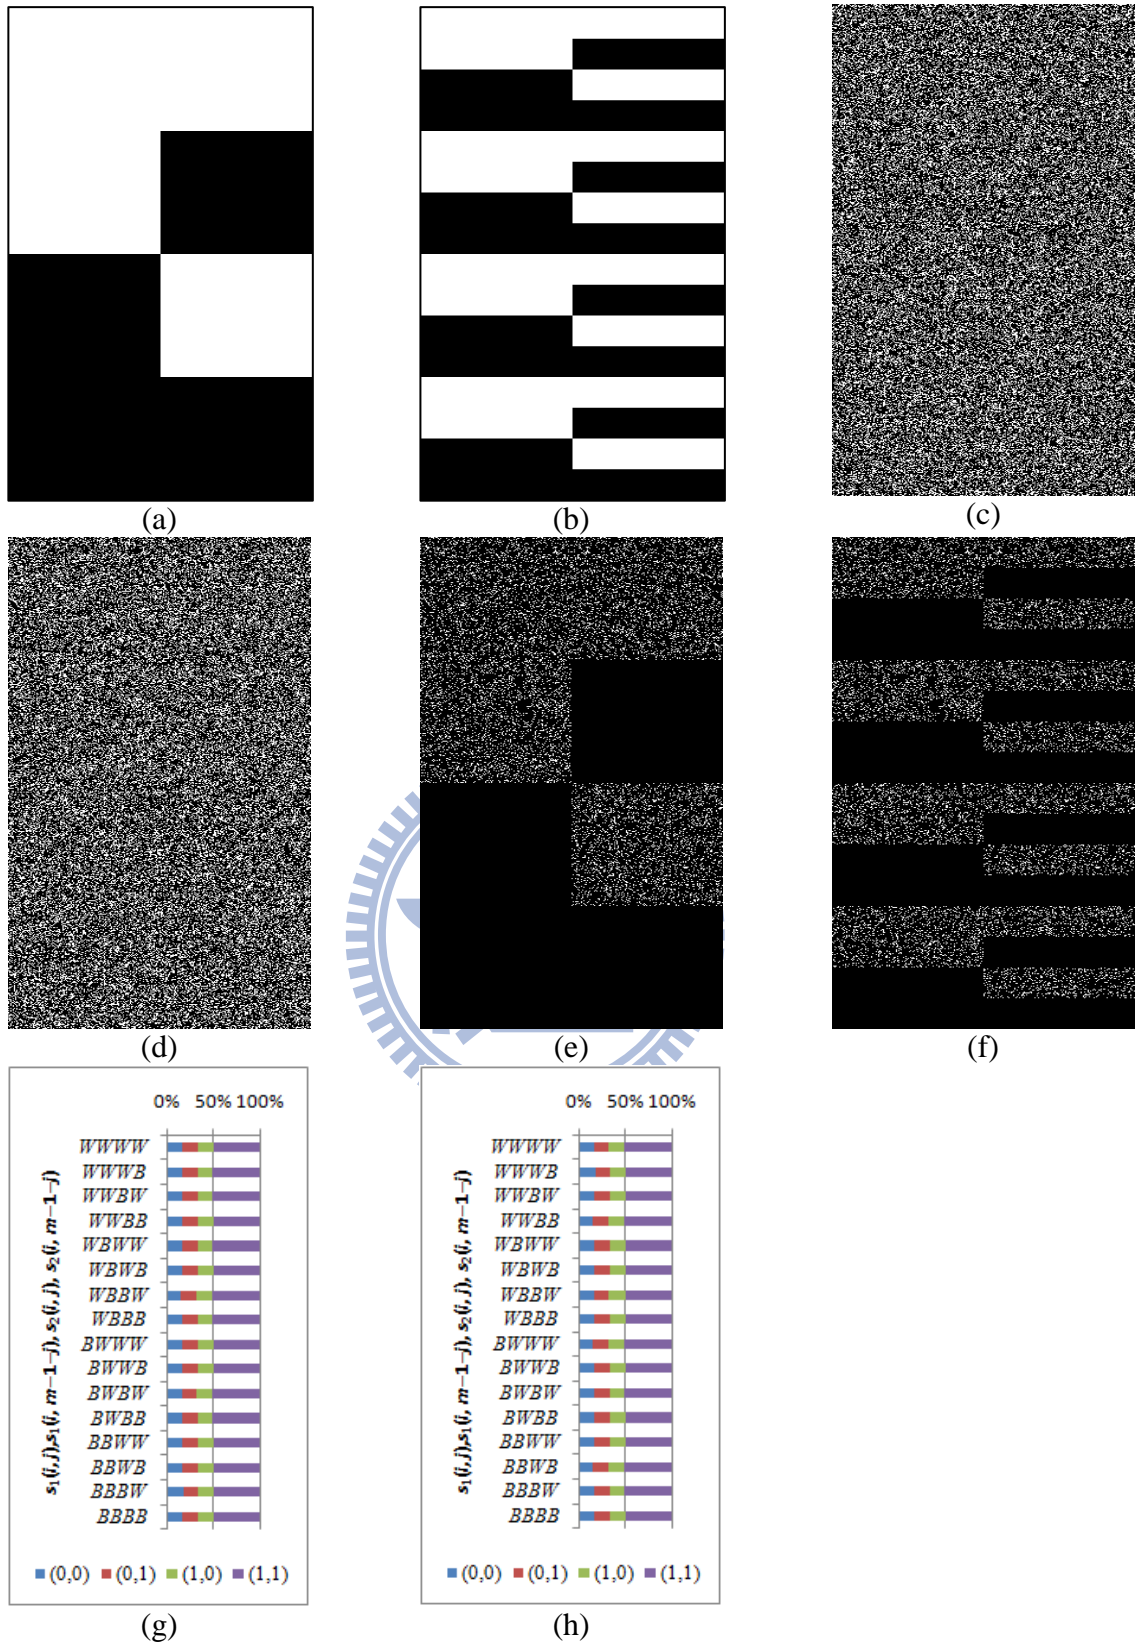 (a)
(b)
(c)
(d)
(e)
(f)
0% 50% 100%
s₁(i,j),s₁(i, m−1−j), s₂(i,j), s₂(i, m−1−j)
WWWW
WWWB
WWBW
WWBB
WBWW
WBWB
WBBW
WBBB
BWWW
BWWB
BWBW
BWBB
BBWW
BBWB
BBBW
BBBB
(0,0) (0,1) (1,0) (1,1)
(g)
0% 50% 100%
s₁(i,j),s₁(i, m−1−j), s₂(i,j), s₂(i, m−1−j)
WWWW
WWWB
WWBW
WWBB
WBWW
WBWB
WBBW
WBBB
BWWW
BWWB
BWBW
BWBB
BBWW
BBWB
BBBW
BBBB
(0,0) (0,1) (1,0) (1,1)
(h)